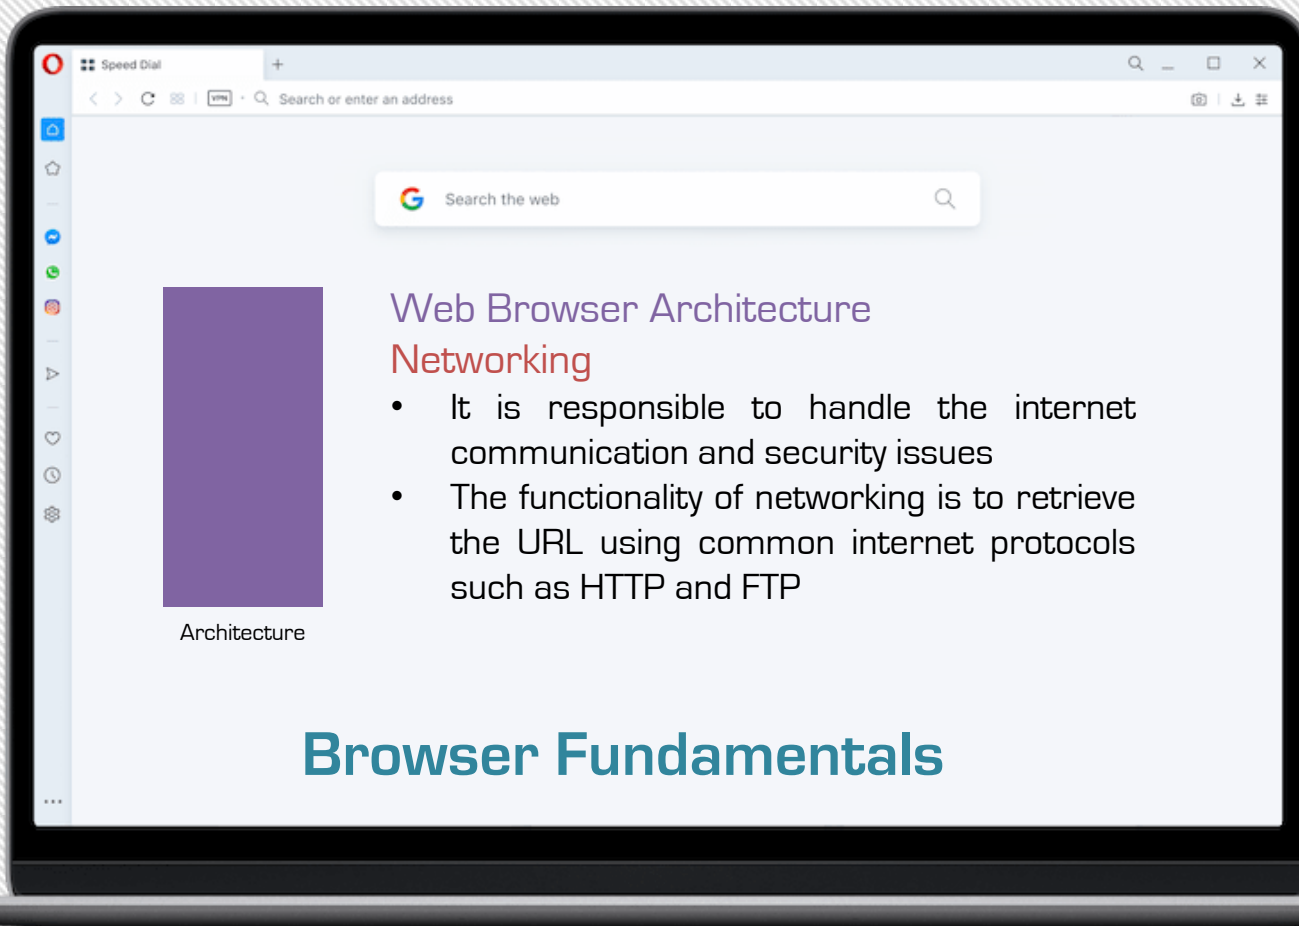 Speed Dial
VPN
Search or enter an address
Search the web
Web Browser Architecture
Networking
• It is responsible to handle the internet
communication and security issues
• The functionality of networking is to retrieve
the URL using common internet protocols
such as HTTP and FTP
Architecture
Browser Fundamentals